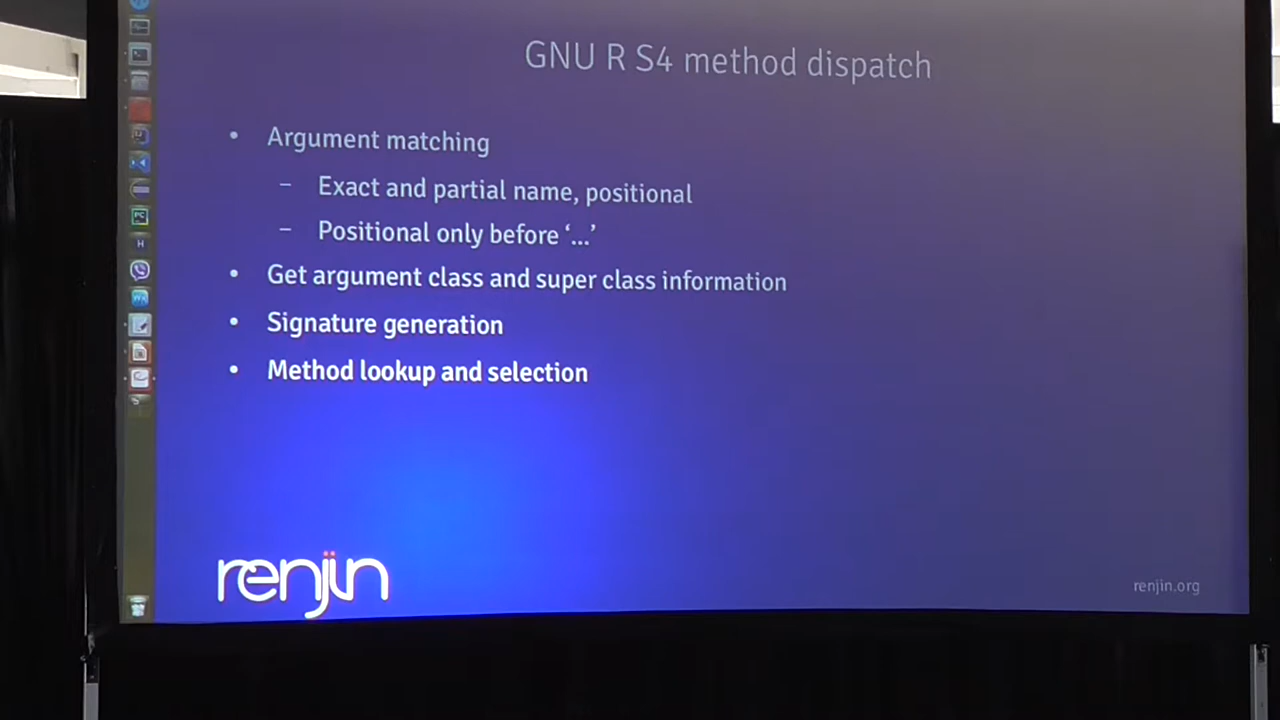 GNU R S4 method dispatch
• Argument matching
– Exact and partial name, positional
– Positional only before ‘...’
• Get argument class and super class information
• Signature generation
• Method lookup and selection
renjin
renjin.org
PC
H